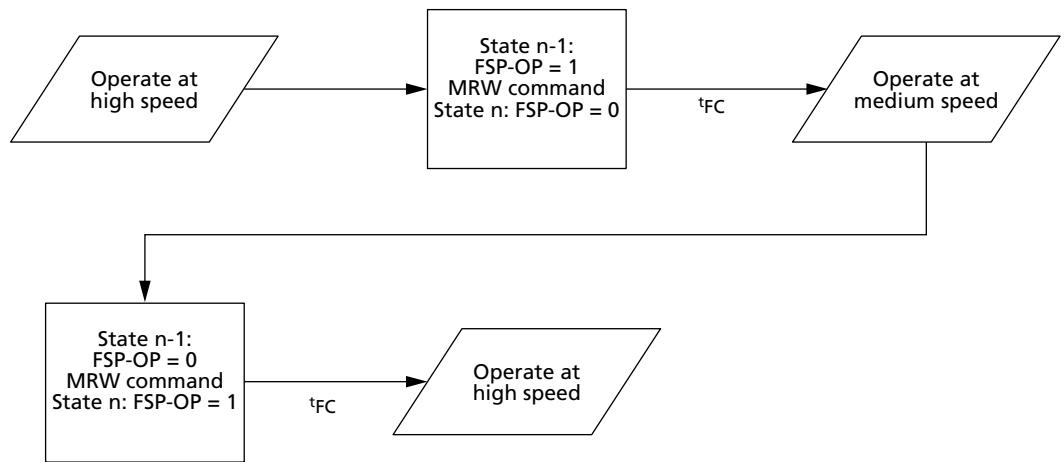 Operate at
high speed
State n-1:
FSP-OP = 1
MRW command
State n: FSP-OP = 0
tFC
Operate at
medium speed
State n-1:
FSP-OP = 0
MRW command
State n: FSP-OP = 1
tFC
Operate at
high speed